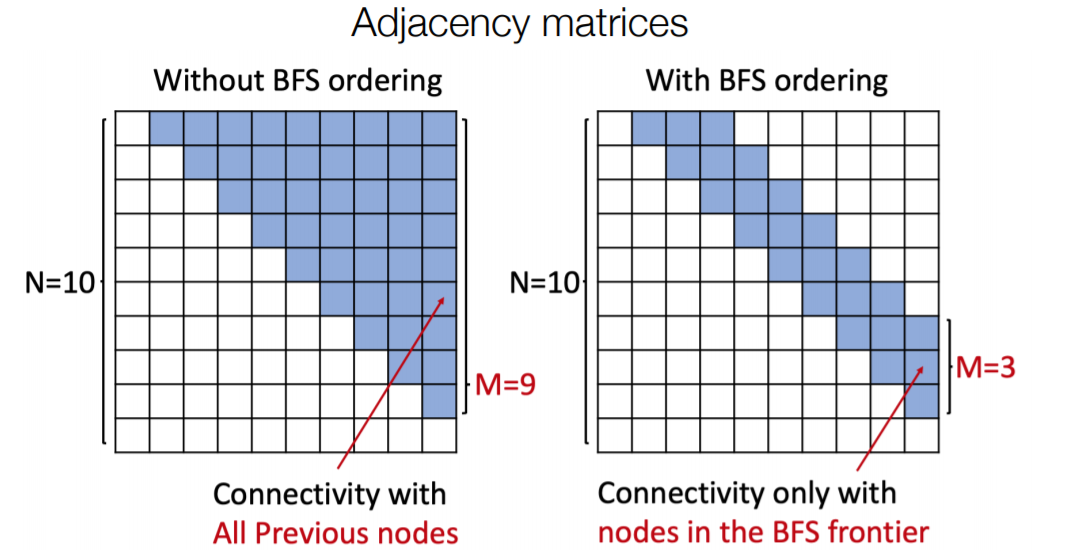 Adjacency matrices
Without BFS ordering
With BFS ordering
N=10
M=9
N=10
M=3
Connectivity with
All Previous nodes
Connectivity only with
nodes in the BFS frontier